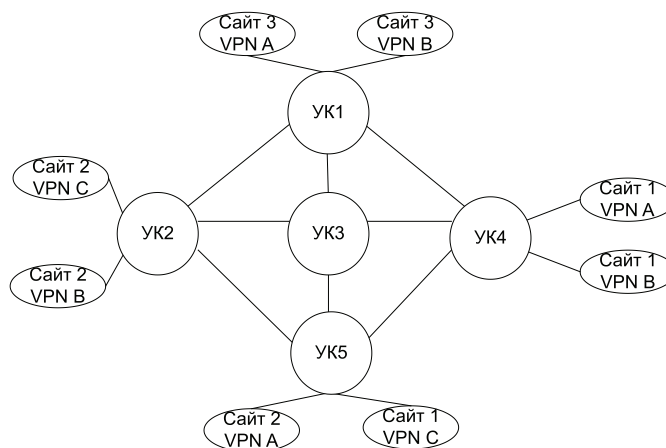 Сайт 3
VPN A
Сайт 3
VPN B
УК1
Сайт 2
VPN C
Сайт 1
VPN A
УК2
УК3
УК4
Сайт 2
VPN B
Сайт 1
VPN B
УК5
Сайт 2
VPN A
Сайт 1
VPN C